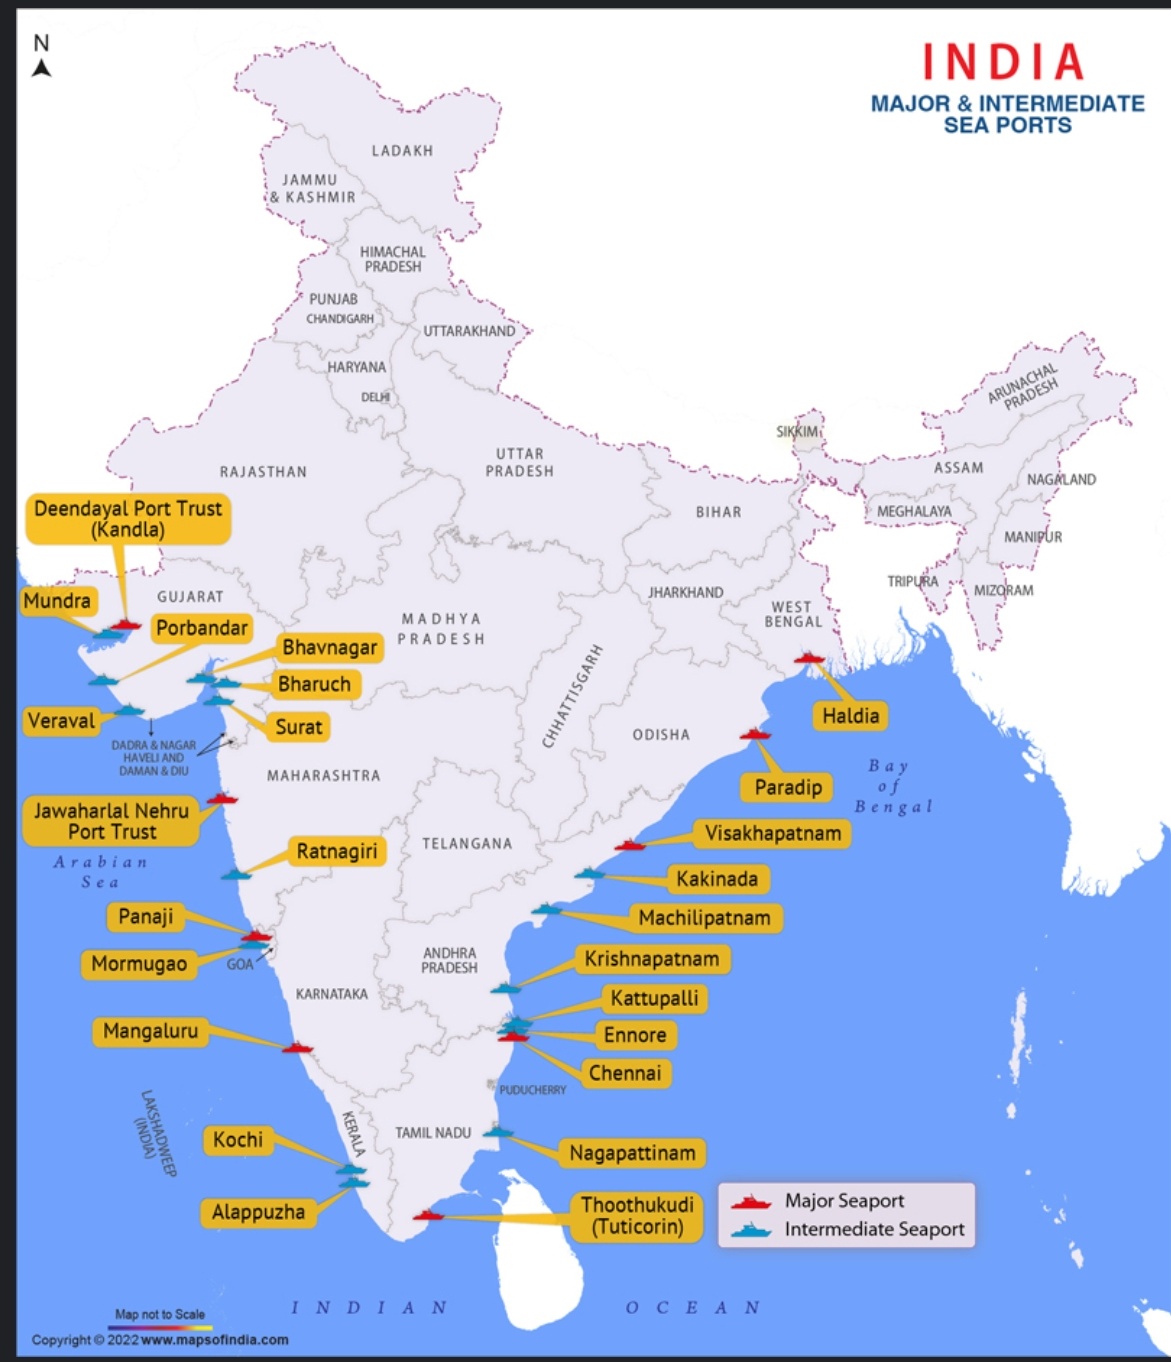 N
INDIA
MAJOR & INTERMEDIATE
SEA PORTS
LADAKH
JAMMU
& KASHMIR
HIMACHAL
PRADESH
PUNJAB
CHANDIGARH
UTTARAKHAND
HARYANA
DELHI
ARUNACHAL
PRADESH
SIKKIM
RAJASTHAN
UTTAR
PRADESH
ASSAM
NAGALAND
BIHAR
MEGHALAYA
MANIPUR
Deendayal Port Trust
(Kandla)
TRIPURA
MIZORAM
Mundra
GUJARAT
Porbandar
MADHYA
PRADESH
JHARKHAND
WEST
BENGAL
Bhavnagar
Bharuch
Surat
Veraval
DADRA & NAGAR
HAVELI AND
DAMAN & DIU
CHHATTISGARH
ODISHA
Haldia
Paradip
Bay
of
Bengal
MAHARASHTRA
Jawaharlal Nehru
Port Trust
Arabian
Sea
Ratnagiri
TELANGANA
Visakhapatnam
Kakinada
Machilipatnam
Panaji
Mormugao
GOA
ANDHRA
PRADESH
Krishnapatnam
KARNATAKA
Kattupalli
Ennore
Chennai
Mangaluru
PUDUCHERRY
LAKSHADWEEP
(INDIA)
KERALA
TAMIL NADU
Kochi
Nagapattinam
Alappuzha
Thoothukudi
(Tuticorin)
Major Seaport
Intermediate Seaport
INDIAN OCEAN
Map not to Scale
Copyright © 2022 www.mapsofindia.com